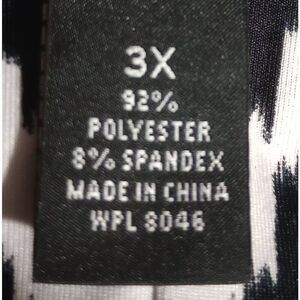 3X
92%
POLYESTER
8% SPANDEX
MADE IN CHINA
WPL 8046